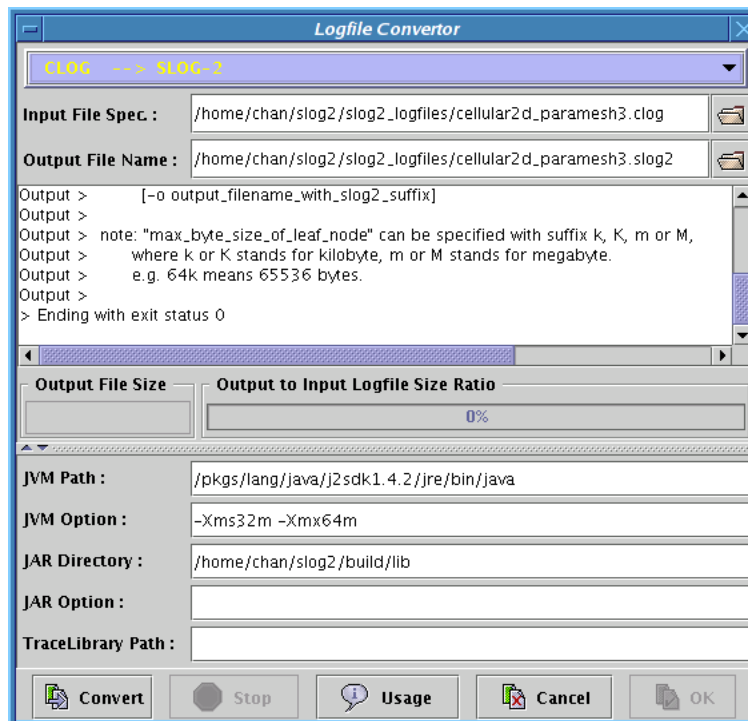 Logfile Convertor
CLOG --> SLOG-2
Input File Spec. : /home/chan/slog2/slog2_logfiles/cellular2d_paramesh3.clog
Output File Name : /home/chan/slog2/slog2_logfiles/cellular2d_paramesh3.slog2
Output > [-o output_filename_with_slog2_suffix]
Output >
Output > note: "max_byte_size_of_leaf_node" can be specified with suffix k, K, m or M,
Output > where k or K stands for kilobyte, m or M stands for megabyte.
Output > e.g. 64k means 65536 bytes.
Output >
> Ending with exit status 0
Output File Size Output to Input Logfile Size Ratio
0%
JVM Path : /pkgs/lang/java/j2sdk1.4.2/jre/bin/java
JVM Option : -Xms32m -Xmx64m
JAR Directory : /home/chan/slog2/build/lib
JAR Option :
TraceLibrary Path :
Convert Stop Usage Cancel OK